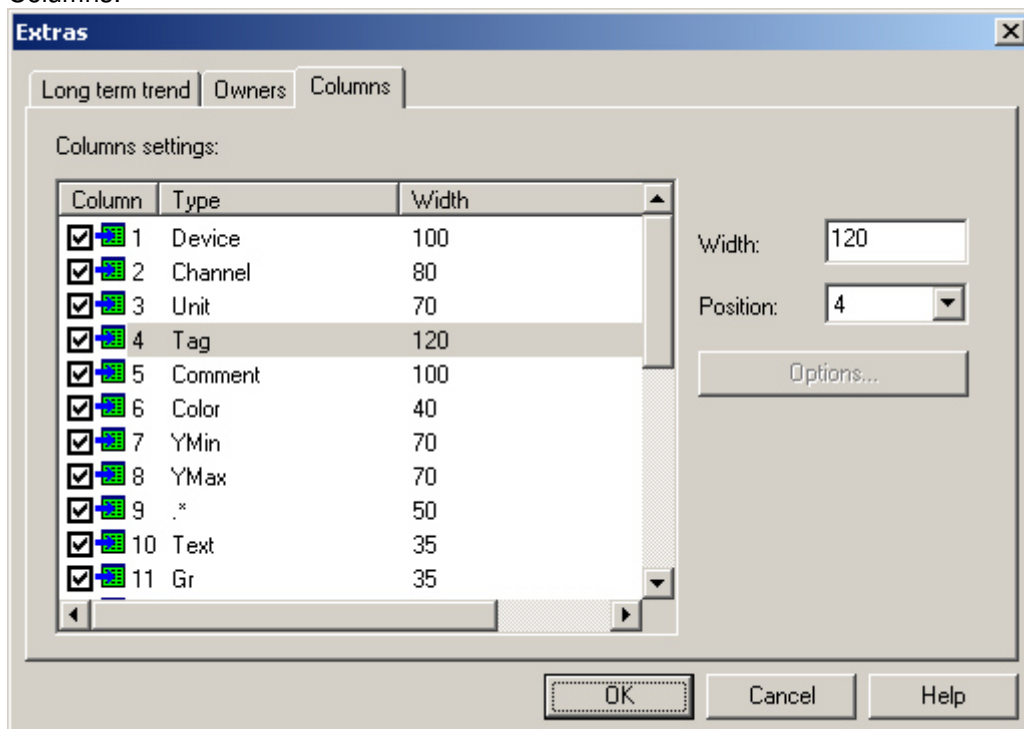 Columns:
Extras
Long term trend Owners Columns
Columns settings:
Column Type Width
1 Device 100
2 Channel 80
3 Unit 70
4 Tag 120
5 Comment 100
6 Color 40
7 YMin 70
8 YMax 70
9 .* 50
10 Text 35
11 Gr 35
Width: 120
Position: 4
Options...
OK Cancel Help